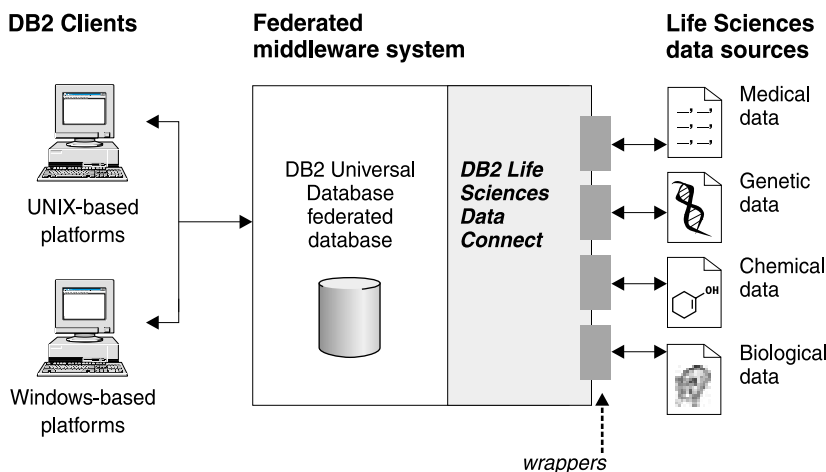 DB2 Clients
Federated
middleware system
Life Sciences
data sources
UNIX-based
platforms
Windows-based
platforms
DB2 Universal
Database
federated
database
DB2 Life
Sciences
Data
Connect
Medical
data
Genetic
data
Chemical
data
OH
Biological
data
wrappers